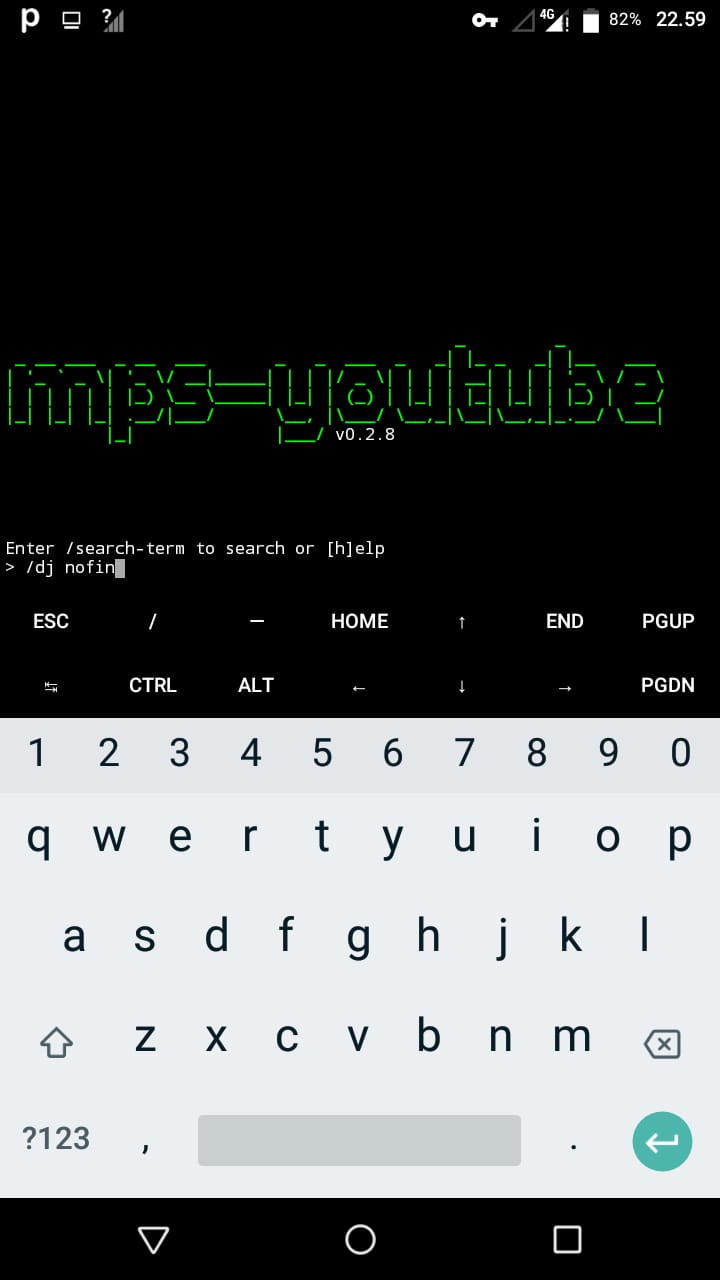 p ? 4G ! 82% 22.59
mps-youtube
v0.2.8
Enter /search-term to search or [h]elp
> /dj nofin
ESC / — HOME ↑ END PGUP
↹ CTRL ALT ← ↓ → PGDN
1 2 3 4 5 6 7 8 9 0
q w e r t y u i o p
a s d f g h j k l
z x c v b n m
?123 , .